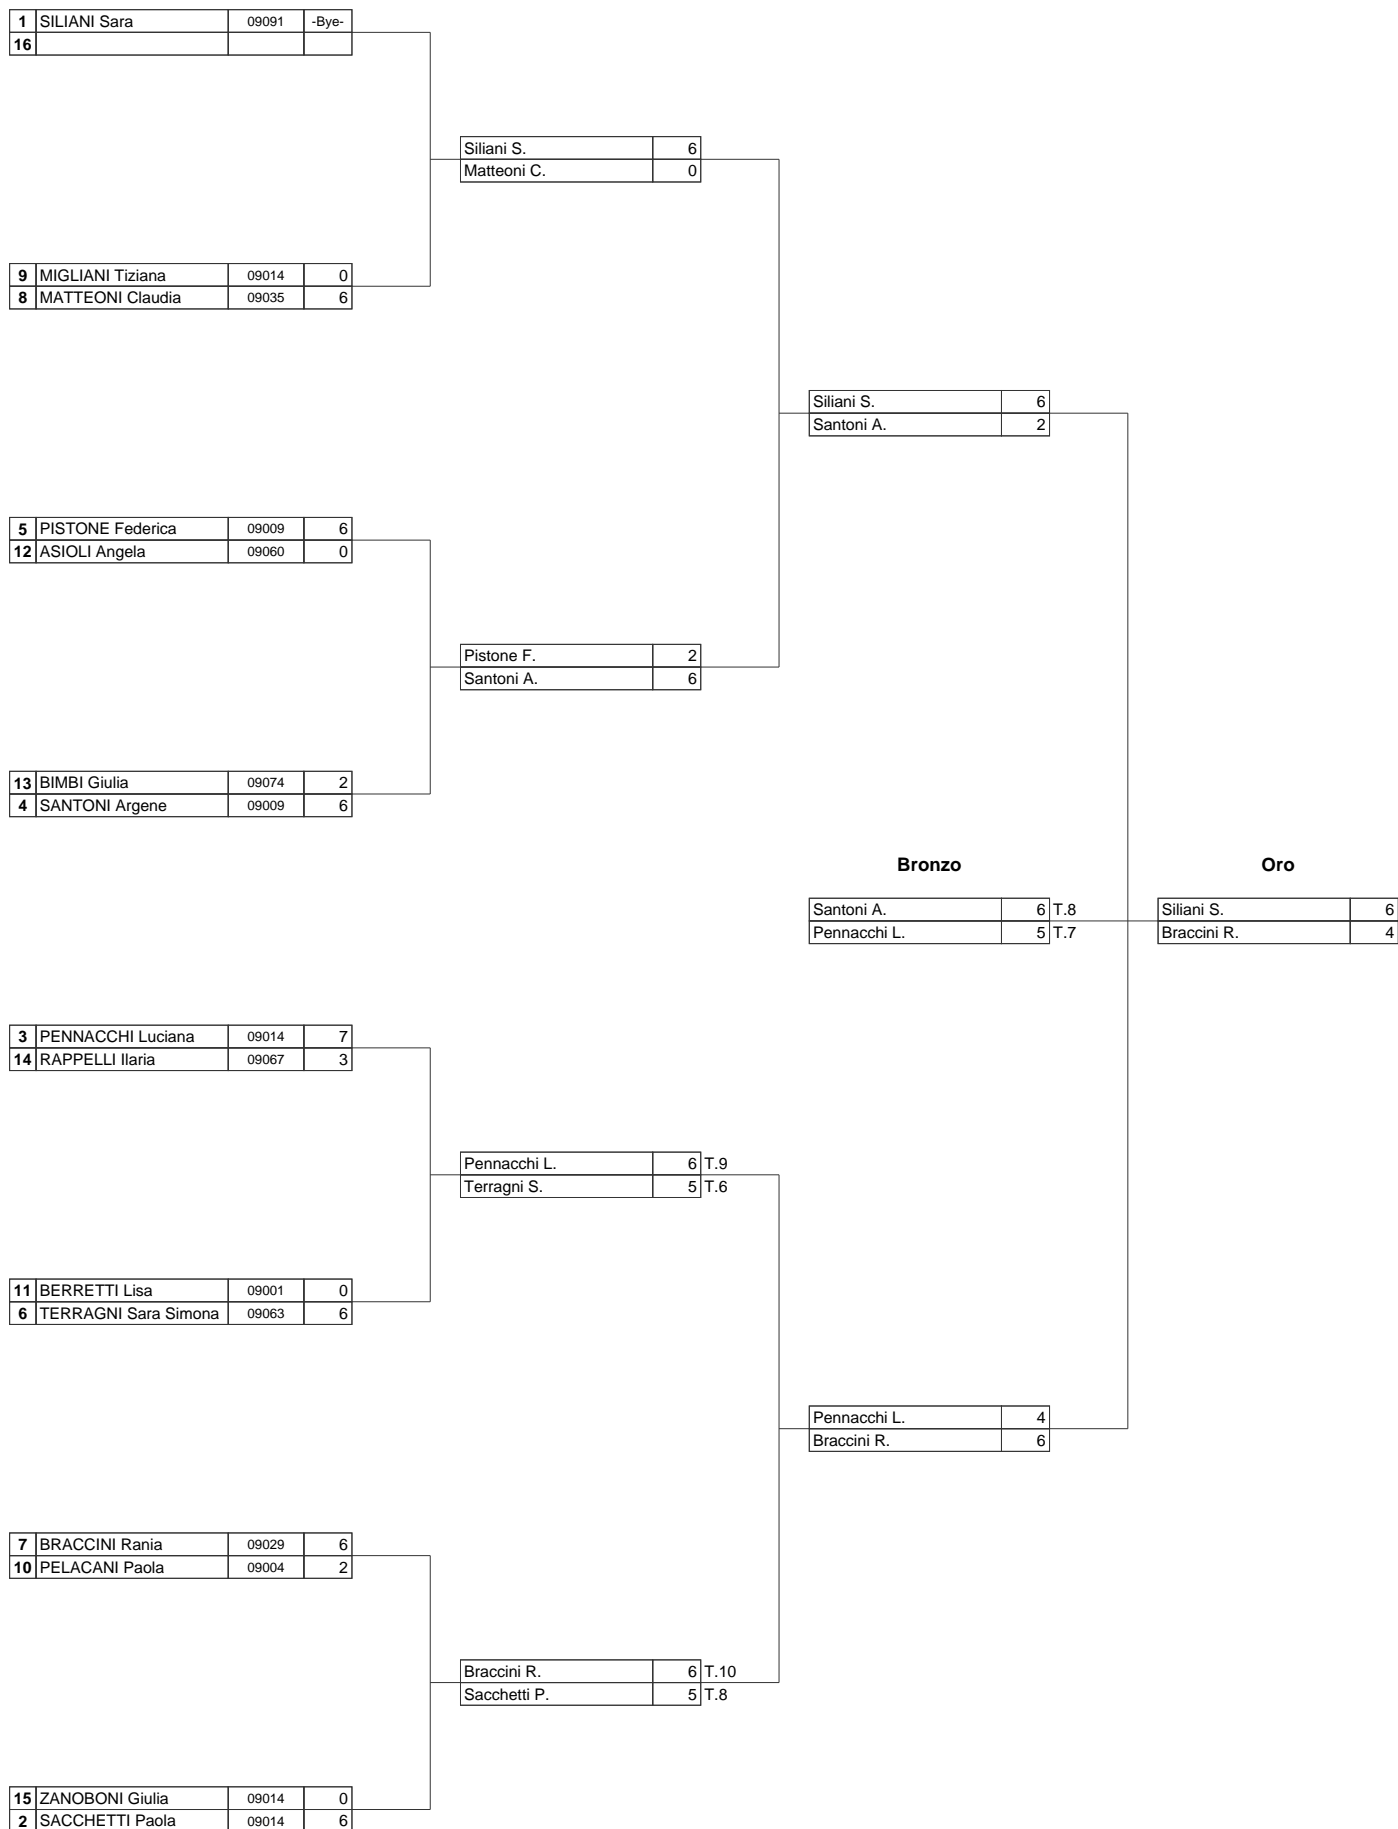 1 SILIANI Sara 09091 -Bye-
16
Siliani S. 6
Matteoni C. 0
9 MIGLIANI Tiziana 09014 0
8 MATTEONI Claudia 09035 6
Siliani S. 6
Santoni A. 2
5 PISTONE Federica 09009 6
12 ASIOLI Angela 09060 0
Pistone F. 2
Santoni A. 6
13 BIMBI Giulia 09074 2
4 SANTONI Argene 09009 6
Bronzo Oro
Santoni A. 6 T.8 Siliani S. 6
Pennacchi L. 5 T.7 Braccini R. 4
3 PENNACCHI Luciana 09014 7
14 RAPPELLI Ilaria 09067 3
Pennacchi L. 6 T.9
Terragni S. 5 T.6
11 BERRETTI Lisa 09001 0
6 TERRAGNI Sara Simona 09063 6
Pennacchi L. 4
Braccini R. 6
7 BRACCINI Rania 09029 6
10 PELACANI Paola 09004 2
Braccini R. 6 T.10
Sacchetti P. 5 T.8
15 ZANOBONI Giulia 09014 0
2 SACCHETTI Paola 09014 6